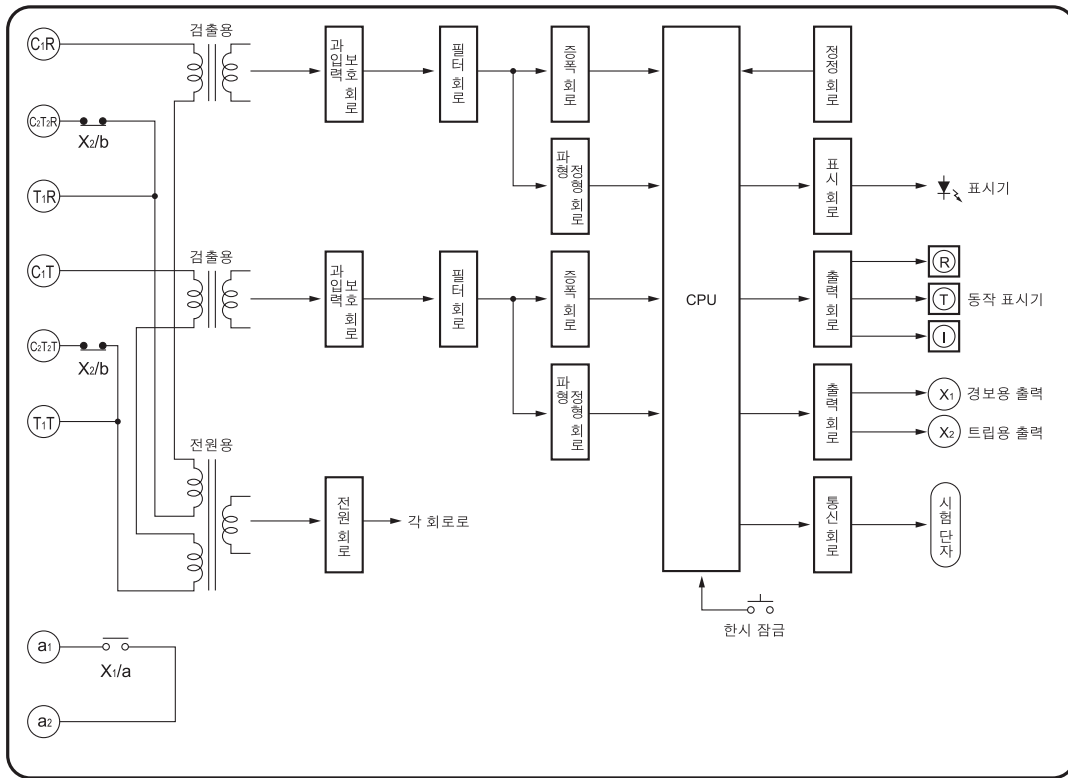 검출용
C₁R
과입력 보호 회로
필터 회로
증폭 회로
정정 회로
C₂T₂R
X₂/b
파형 정형 회로
표시 회로
표시기
T₁R
검출용
C₁T
과입력 보호 회로
필터 회로
증폭 회로
CPU
출력 회로
R
T
동작 표시기
I
C₂T₂T
X₂/b
파형 정형 회로
출력 회로
X₁
경보용 출력
X₂
트립용 출력
T₁T
전원용
전원 회로
각 회로로
통신 회로
시험 단자
한시 잠금
a₁
X₁/a
a₂